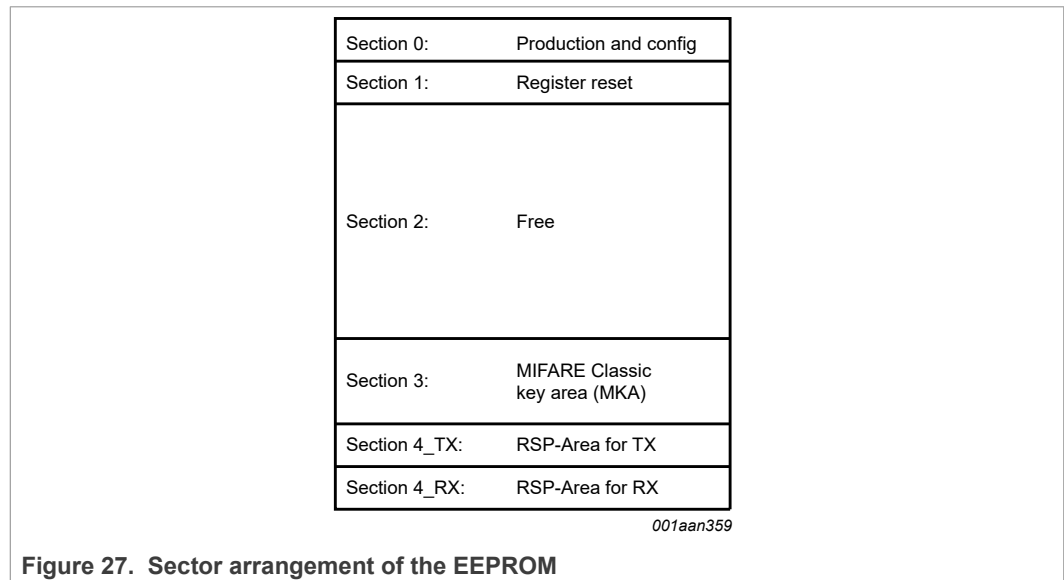 Section 0: Production and config
Section 1: Register reset
Section 2: Free
Section 3: MIFARE Classic
key area (MKA)
Section 4_TX: RSP-Area for TX
Section 4_RX: RSP-Area for RX
001aan359
Figure 27. Sector arrangement of the EEPROM